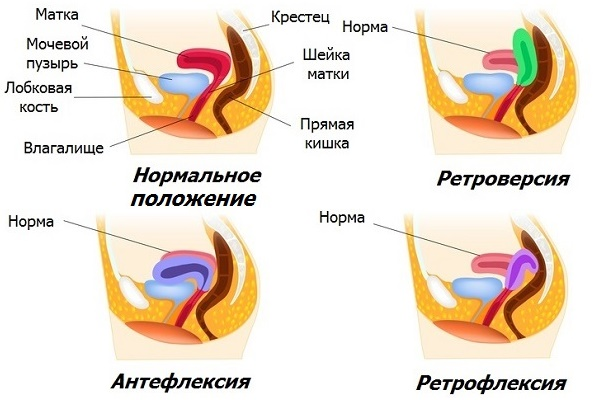 Матка
Мочевой
пузырь
Лобковая
кость
Влагалище
Крестец
Шейка
матки
Прямая
кишка
Нормальное
положение
Норма
Ретроверсия
Норма
Антефлексия
Норма
Ретрофлексия